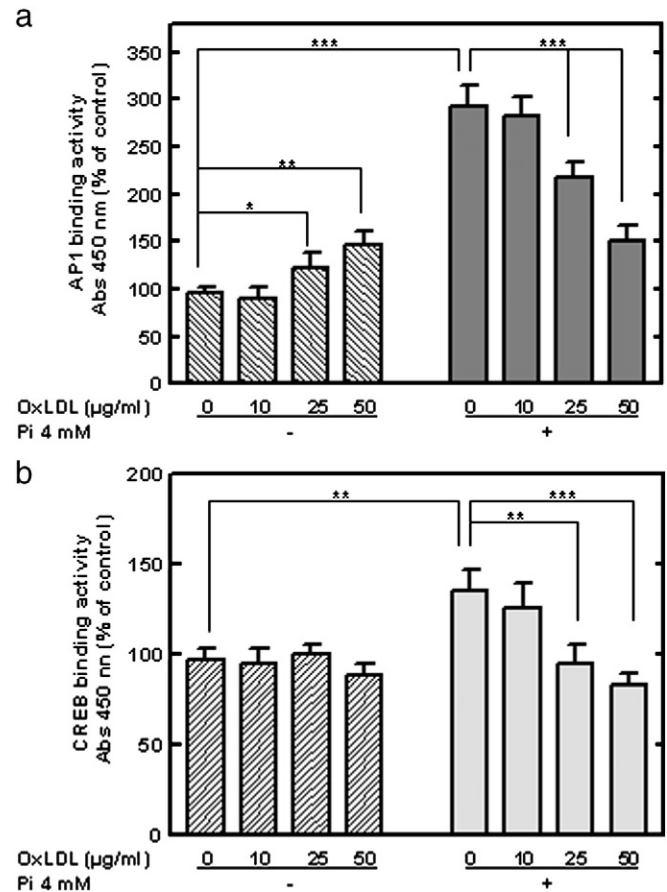 a
AP1 binding activity
Abs 450 nm (% of control)
350
300
250
200
150
100
50
0
***
***
**
*
OxLDL (µg/ml) 0 10 25 50 0 10 25 50
Pi 4 mM - +
b
CREB binding activity
Abs 450 nn (% of control)
200
150
100
50
0
**
***
**
OxLDL (µg/ml) 0 10 25 50 0 10 25 50
Pi 4 mM - +